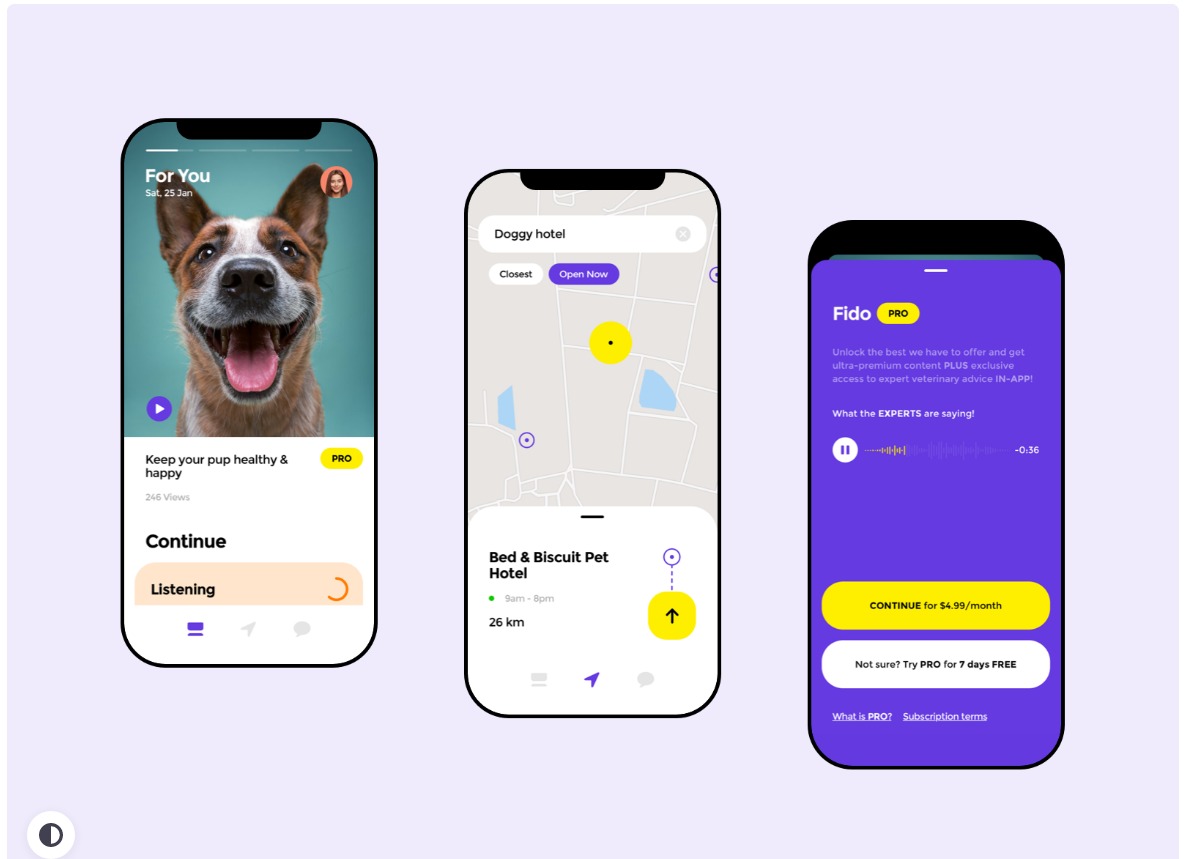 For You
Sat, 25 Jan
Keep your pup healthy &
happy
PRO
246 Views
Continue
Listening
Doggy hotel
Closest
Open Now
Bed & Biscuit Pet
Hotel
9am - 8pm
26 km
Fido PRO
Unlock the best we have to offer and get
ultra-premium content PLUS exclusive
access to expert veterinary advice IN-APP!
What the EXPERTS are saying!
-0:36
CONTINUE for $4.99/month
Not sure? Try PRO for 7 days FREE
What is PRO? Subscription terms